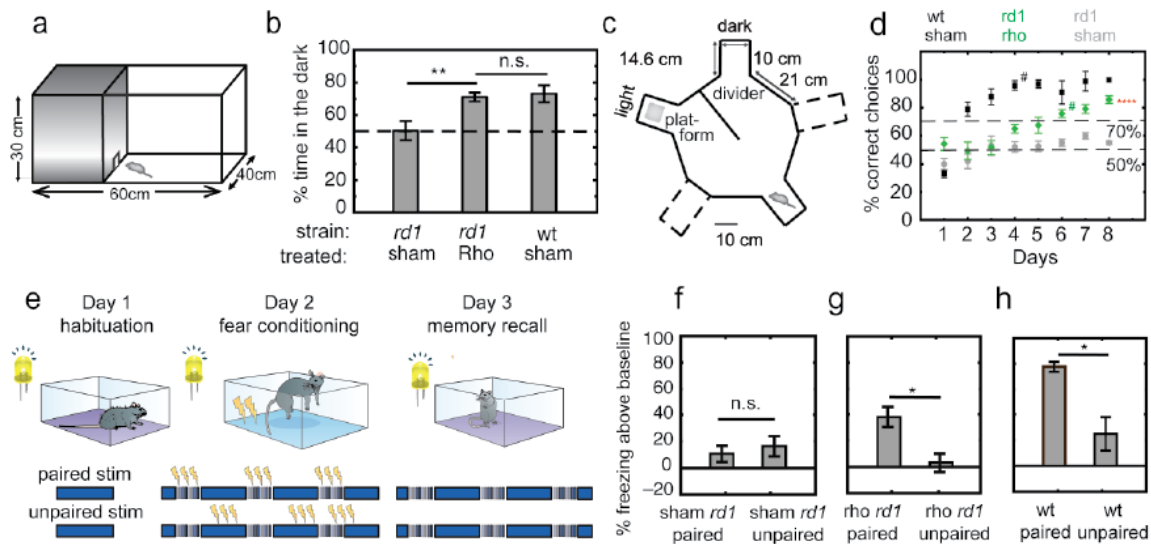 a
30 cm
60cm
40cm
b
% time in the dark
100
80
60
40
20
0
**
n.s.
strain: rd1 rd1 wt
treated: sham Rho sham
c
dark
14.6 cm
10 cm
21 cm
divider
light
plat-
form
10 cm
d
wt rd1 rd1
sham rho sham
% correct choices
100
80
60
40
20
0
#
#
****
70%
50%
1 2 3 4 5 6 7 8
Days
e
Day 1 Day 2 Day 3
habituation fear conditioning memory recall
paired stim
unpaired stim
f
% freezing above baseline
100
80
60
40
20
0
−20
n.s.
sham rd1 sham rd1
paired unpaired
g
*
rho rd1 rho rd1
paired unpaired
h
*
wt wt
paired unpaired